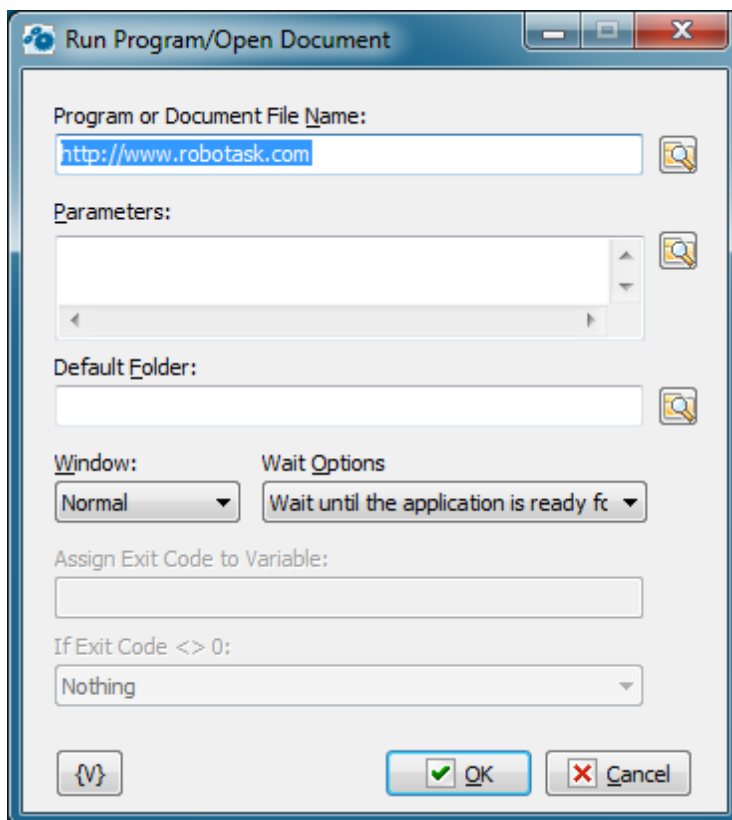 Run Program/Open Document
Program or Document File Name:
http://www.robotask.com
Parameters:
Default Folder:
Window: Wait Options
Normal Wait until the application is ready fc
Assign Exit Code to Variable:
If Exit Code <> 0:
Nothing
{V} OK Cancel